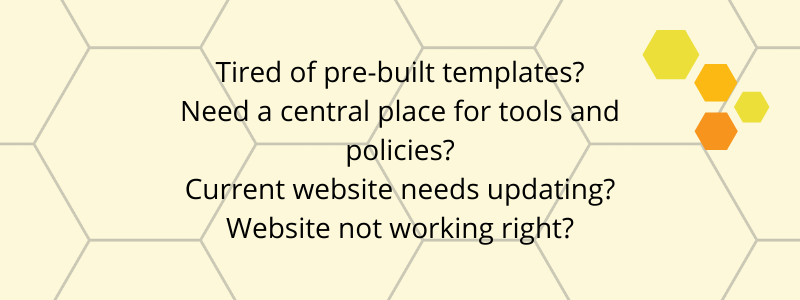 Tired of pre-built templates?
Need a central place for tools and
policies?
Current website needs updating?
Website not working right?